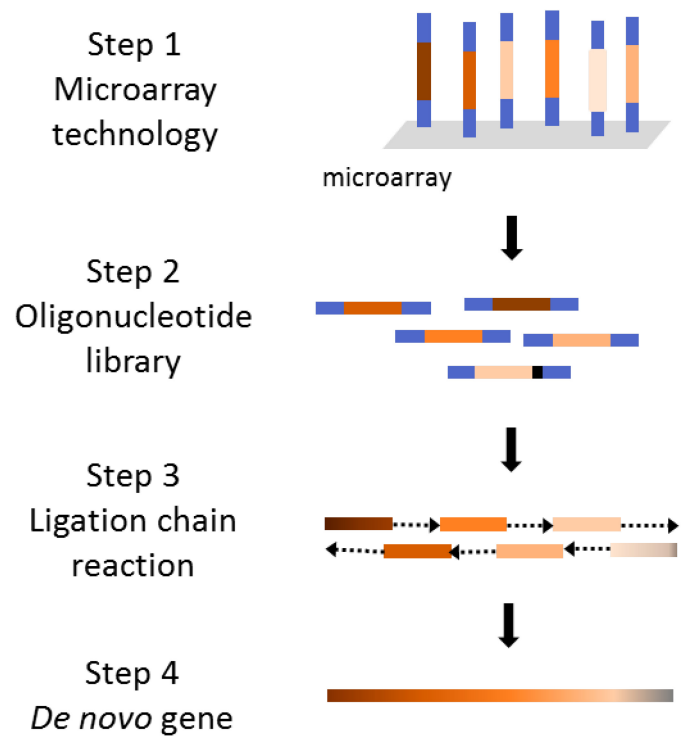 Step 1
Microarray
technology
microarray
Step 2
Oligonucleotide
library
Step 3
Ligation chain
reaction
Step 4
De novo gene